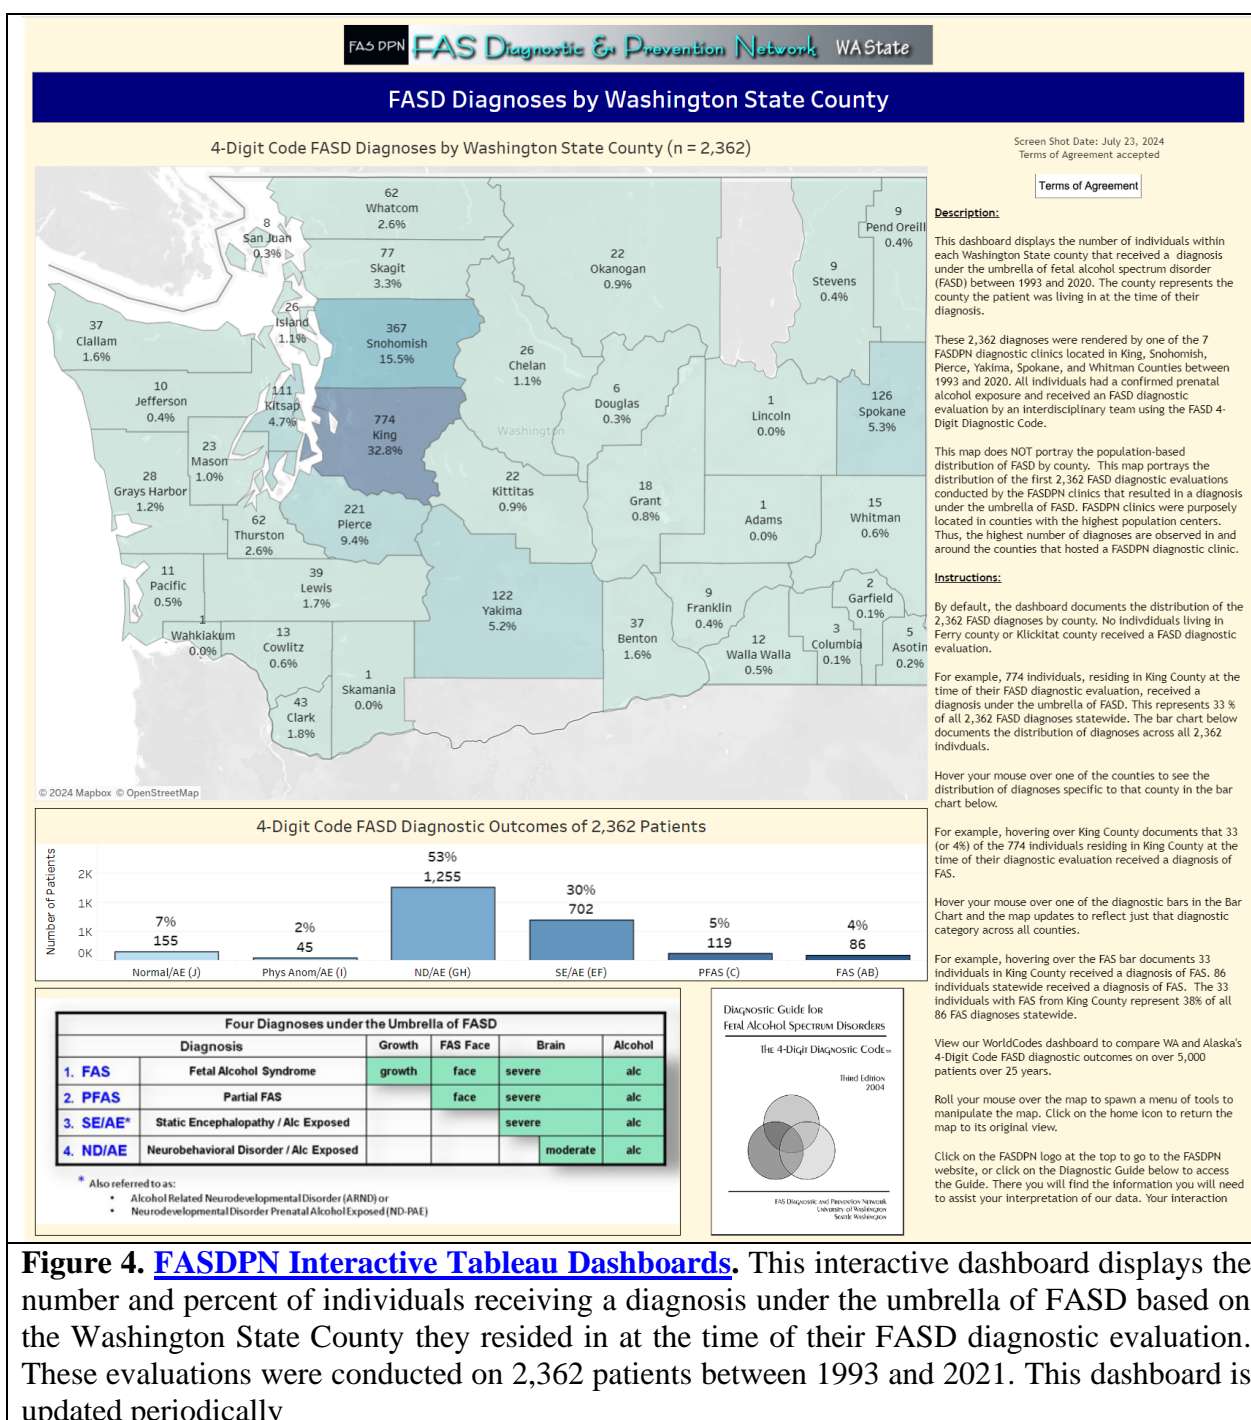 FAS DPN FAS Diagnostic & Prevention Network WA State
FASD Diagnoses by Washington State County
4-Digit Code FASD Diagnoses by Washington State County (n = 2,362)
62
Whatcom
2.6%
8
San Juan
0.3%
77
Skagit
3.3%
22
Okanogan
0.9%
9
Stevens
0.4%
9
Pend Oreill
0.4%
26
Island
1.1%
37
Clallam
1.6%
367
Snohomish
15.5%
26
Chelan
1.1%
10
Jefferson
0.4%
111
Kitsap
4.7%
774
King
32.8%
6
Douglas
0.3%
1
Lincoln
0.0%
126
Spokane
5.3%
Washington
23
Mason
1.0%
28
Grays Harbor
1.2%
22
Kittitas
0.9%
18
Grant
0.8%
1
Adams
0.0%
15
Whitman
0.6%
62
Thurston
2.6%
221
Pierce
9.4%
11
Pacific
0.5%
39
Lewis
1.7%
122
Yakima
5.2%
9
Franklin
0.4%
2
Garfield
0.1%
1
Wahkiakum
0.0%
13
Cowlitz
0.6%
37
Benton
1.6%
12
Walla Walla
0.5%
3
Columbia
0.1%
5
Asotin
0.2%
1
Skamania
0.0%
43
Clark
1.8%
© 2024 Mapbox © OpenStreetMap
Screen Shot Date: July 23, 2024
Terms of Agreement accepted
Terms of Agreement
Description:
This dashboard displays the number of individuals within
each Washington State county that received a diagnosis
under the umbrella of fetal alcohol spectrum disorder
(FASD) between 1993 and 2020. The county represents the
county the patient was living in at the time of their
diagnosis.
These 2,362 diagnoses were rendered by one of the 7
FASDPN diagnostic clinics located in King, Snohomish,
Pierce, Yakima, Spokane, and Whitman Counties between
1993 and 2020. All individuals had a confirmed prenatal
alcohol exposure and received an FASD diagnostic
evaluation by an interdisciplinary team using the FASD 4-
Digit Diagnostic Code.
This map does NOT portray the population-based
distribution of FASD by county. This map portrays the
distribution of the first 2,362 FASD diagnostic evaluations
conducted by the FASDPN clinics that resulted in a diagnosis
under the umbrella of FASD. FASDPN clinics were purposely
located in counties with the highest population centers.
Thus, the highest number of diagnoses are observed in and
around the counties that hosted a FASDPN diagnostic clinic.
Instructions:
By default, the dashboard documents the distribution of the
2,362 FASD diagnoses by county. No indivdiduals living in
Ferry county or Klickitat county received a FASD diagnostic
evaluation.
For example, 774 individuals, residing in King County at the
time of their FASD diagnostic evaluation, received a
diagnosis under the umbrella of FASD. This represents 33 %
of all 2,362 FASD diagnoses statewide. The bar chart below
documents the distribution of diagnoses across all 2,362
indivduals.
Hover your mouse over one of the counties to see the
distribution of diagnoses specific to that county in the bar
chart below.
For example, hovering over King County documents that 33
(or 4%) of the 774 individuals residing in King County at the
time of their diagnostic evaluation received a diagnosis of
FAS.
Hover your mouse over one of the diagnostic bars in the Bar
Chart and the map updates to reflect just that diagnostic
category across all counties.
For example, hovering over the FAS bar documents 33
individuals in King County received a diagnosis of FAS. 86
individuals statewide received a diagnosis of FAS. The 33
individuals with FAS from King County represent 38% of all
86 FAS diagnoses statewide.
View our WorldCodes dashboard to compare WA and Alaska's
4-Digit Code FASD diagnostic outcomes on over 5,000
patients over 25 years.
Roll your mouse over the map to spawn a menu of tools to
manipulate the map. Click on the home icon to return the
map to its original view.
Click on the FASDPN logo at the top to go to the FASDPN
website, or click on the Diagnostic Guide below to access
the Guide. There you will find the information you will need
to assist your interpretation of our data. Your interaction
4-Digit Code FASD Diagnostic Outcomes of 2,362 Patients
Number of Patients
2K
1K
1K
0K
7%
155
2%
45
53%
1,255
30%
702
5%
119
4%
86
Normal/AE (J) Phys Anom/AE (I) ND/AE (GH) SE/AE (EF) PFAS (C) FAS (AB)
Four Diagnoses under the Umbrella of FASD
Diagnosis Growth FAS Face Brain Alcohol
1. FAS Fetal Alcohol Syndrome growth face severe alc
2. PFAS Partial FAS face severe alc
3. SE/AE* Static Encephalopathy / Alc Exposed severe alc
4. ND/AE Neurobehavioral Disorder / Alc Exposed moderate alc
* Also referred to as:
• Alcohol Related Neurodevelopmental Disorder (ARND) or
• Neurodevelopmental Disorder Prenatal Alcohol Exposed (ND-PAE)
Diagnostic Guide for
Fetal Alcohol Spectrum Disorders
The 4-Digit Diagnostic Code™
Third Edition
2004
FAS Diagnostic and Prevention Network
University of Washington
Seattle Washington
Figure 4. FASDPN Interactive Tableau Dashboards. This interactive dashboard displays the
number and percent of individuals receiving a diagnosis under the umbrella of FASD based on
the Washington State County they resided in at the time of their FASD diagnostic evaluation.
These evaluations were conducted on 2,362 patients between 1993 and 2021. This dashboard is
updated periodically